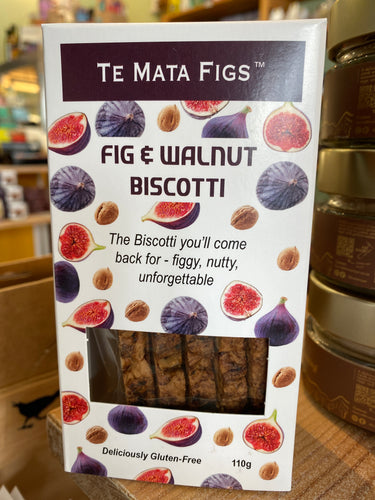 TE MATA FIGS™
FIG & WALNUT
BISCOTTI
The Biscotti you'll come
back for - figgy, nutty,
unforgettable
Deliciously Gluten-Free
110g